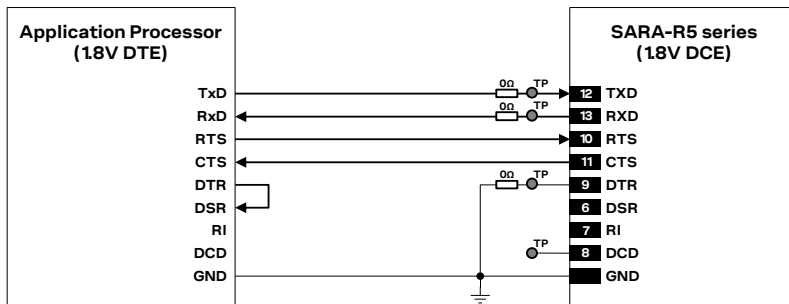 Application Processor
(1.8V DTE)
SARA-R5 series
(1.8V DCE)
TxD 0Ω TP 12 TXD
RxD 0Ω TP 13 RXD
RTS 10 RTS
CTS 11 CTS
DTR 0Ω TP 9 DTR
DSR 6 DSR
RI 7 RI
DCD TP 8 DCD
GND GND